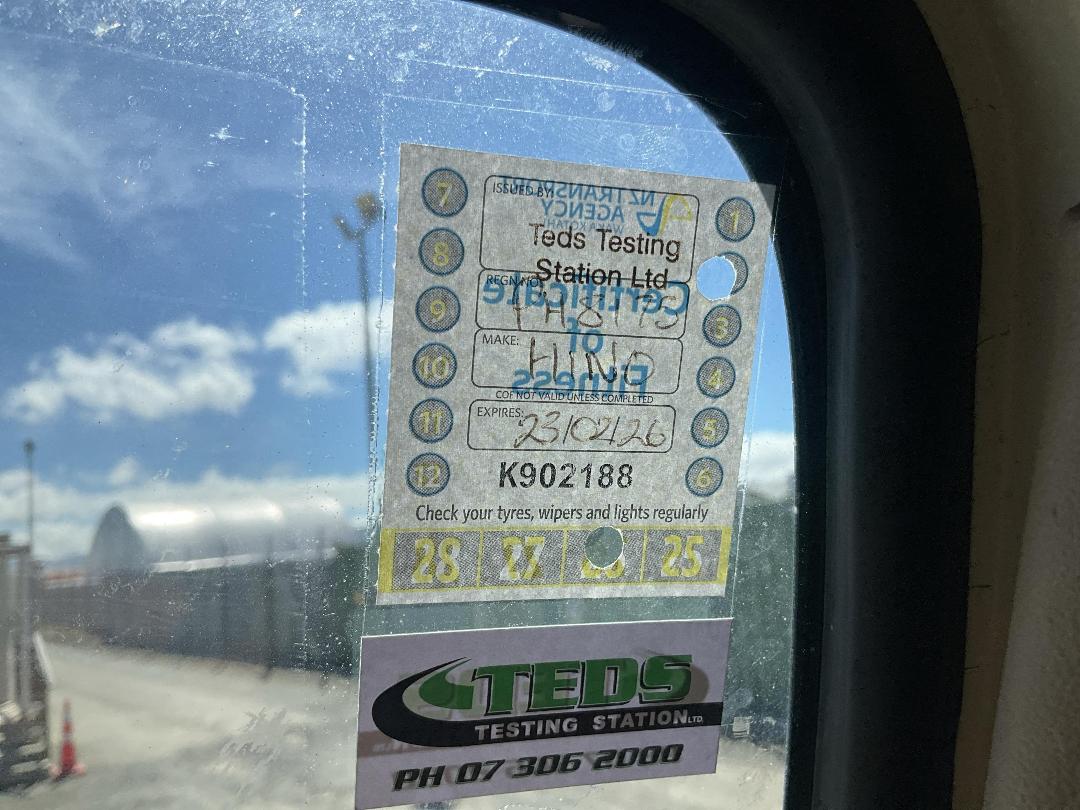 7
ISSUED BY:
NZ TRANSPORT
AGENCY
1
Teds Testing
Station Ltd
8
REGN NO:
Certificate
9
3
of
MAKE: HINO
10
4
Fitness
COF NOT VALID UNLESS COMPLETED
11
EXPIRES: 23/02/26
5
12
K902188
6
Check your tyres, wipers and lights regularly
28 27 26 25
TEDS
TESTING STATION LTD
PH 07 306 2000